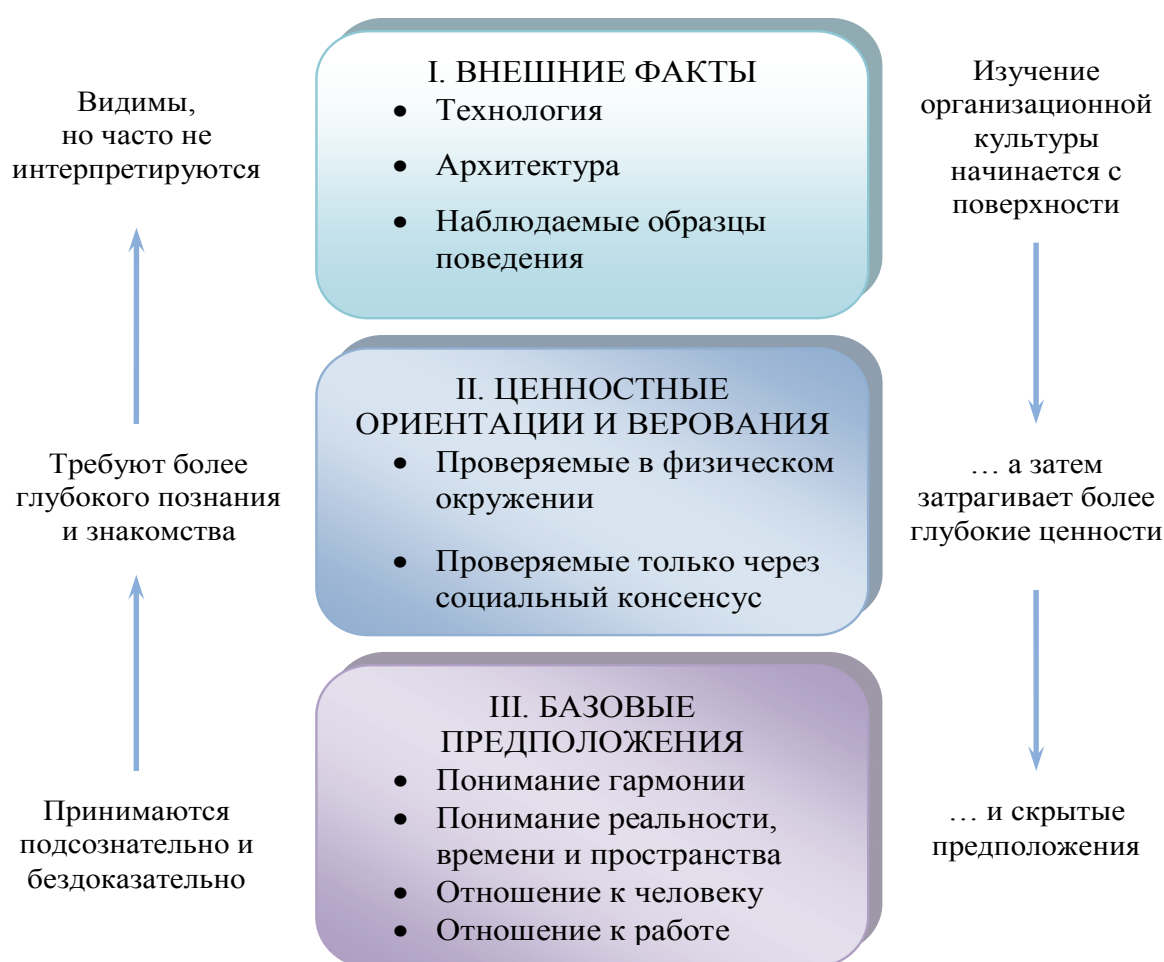 Видимы,
но часто не
интерпретируются
I. ВНЕШНИЕ ФАКТЫ
• Технология
• Архитектура
• Наблюдаемые образцы
поведения
Изучение
организационной
культуры
начинается с
поверхности
Требуют более
глубокого познания
и знакомства
II. ЦЕННОСТНЫЕ
ОРИЕНТАЦИИ И ВЕРОВАНИЯ
• Проверяемые в физическом
окружении
• Проверяемые только через
социальный консенсус
… а затем
затрагивает более
глубокие ценности
Принимаются
подсознательно и
бездоказательно
III. БАЗОВЫЕ
ПРЕДПОЛОЖЕНИЯ
• Понимание гармонии
• Понимание реальности,
времени и пространства
• Отношение к человеку
• Отношение к работе
… и скрытые
предположения